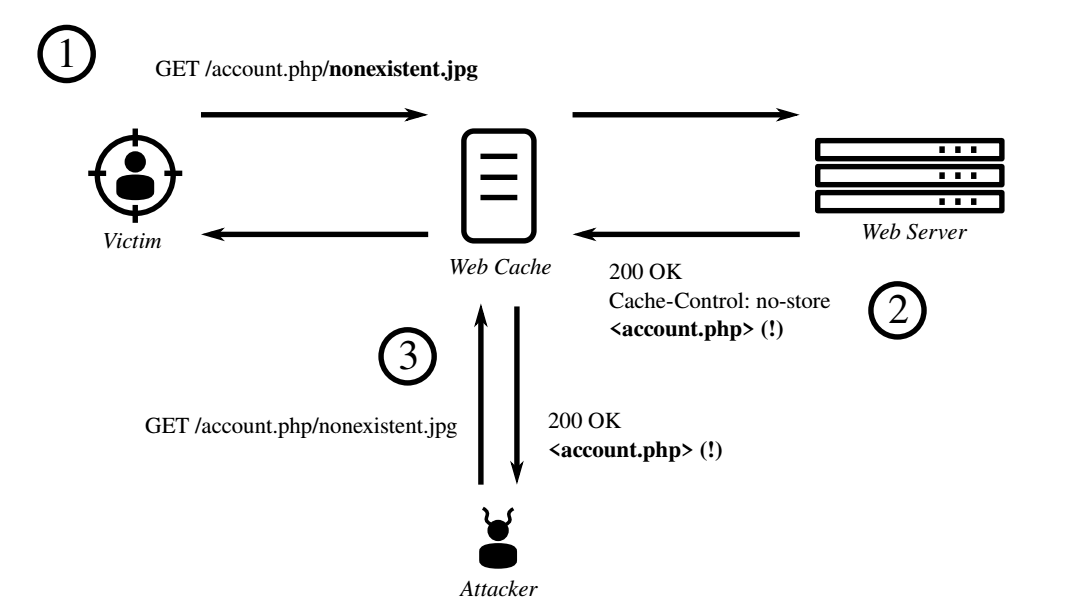 1
GET /account.php/nonexistent.jpg
Victim
Web Cache
Web Server
200 OK
Cache-Control: no-store
<account.php> (!)
2
3
GET /account.php/nonexistent.jpg
200 OK
<account.php> (!)
Attacker